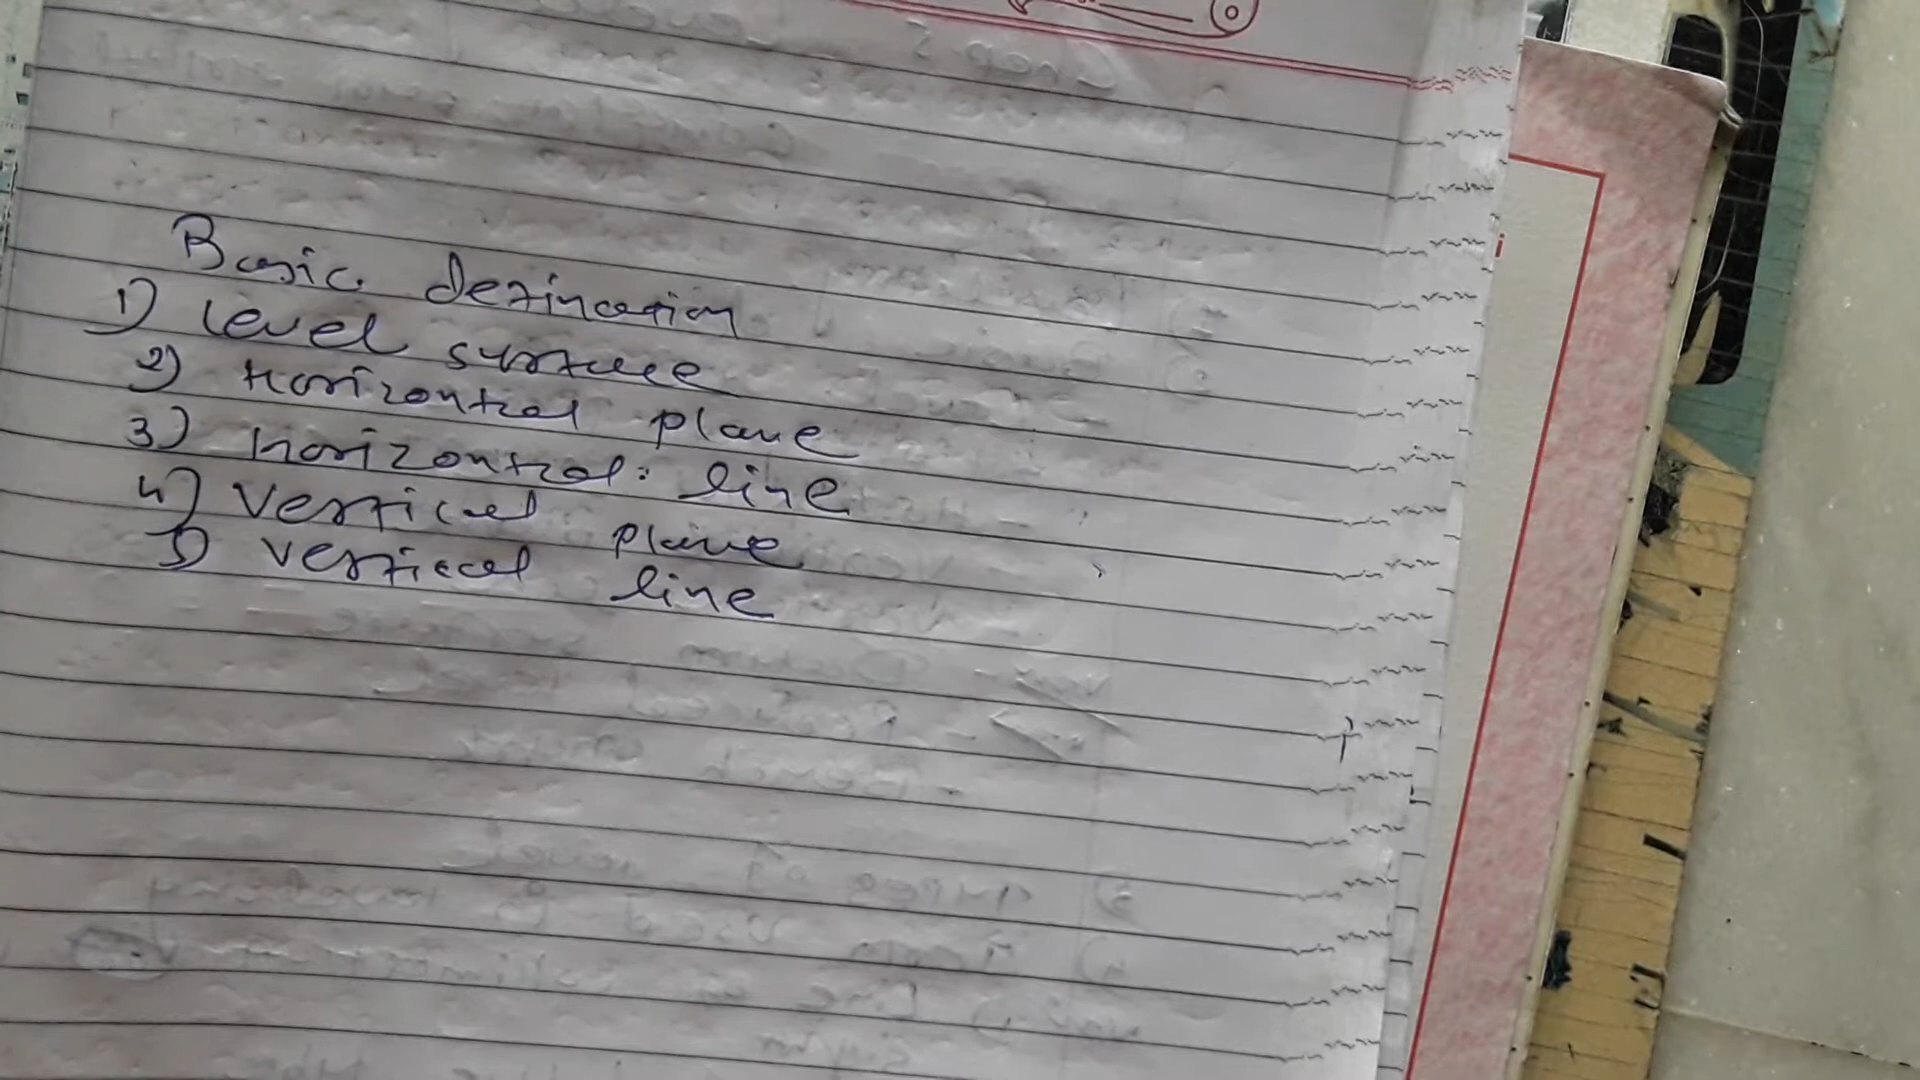 Basic defination
1) Level surface
2) Horizontal plane
3) horizontal: line
4) Vertical plane
5) vertical line